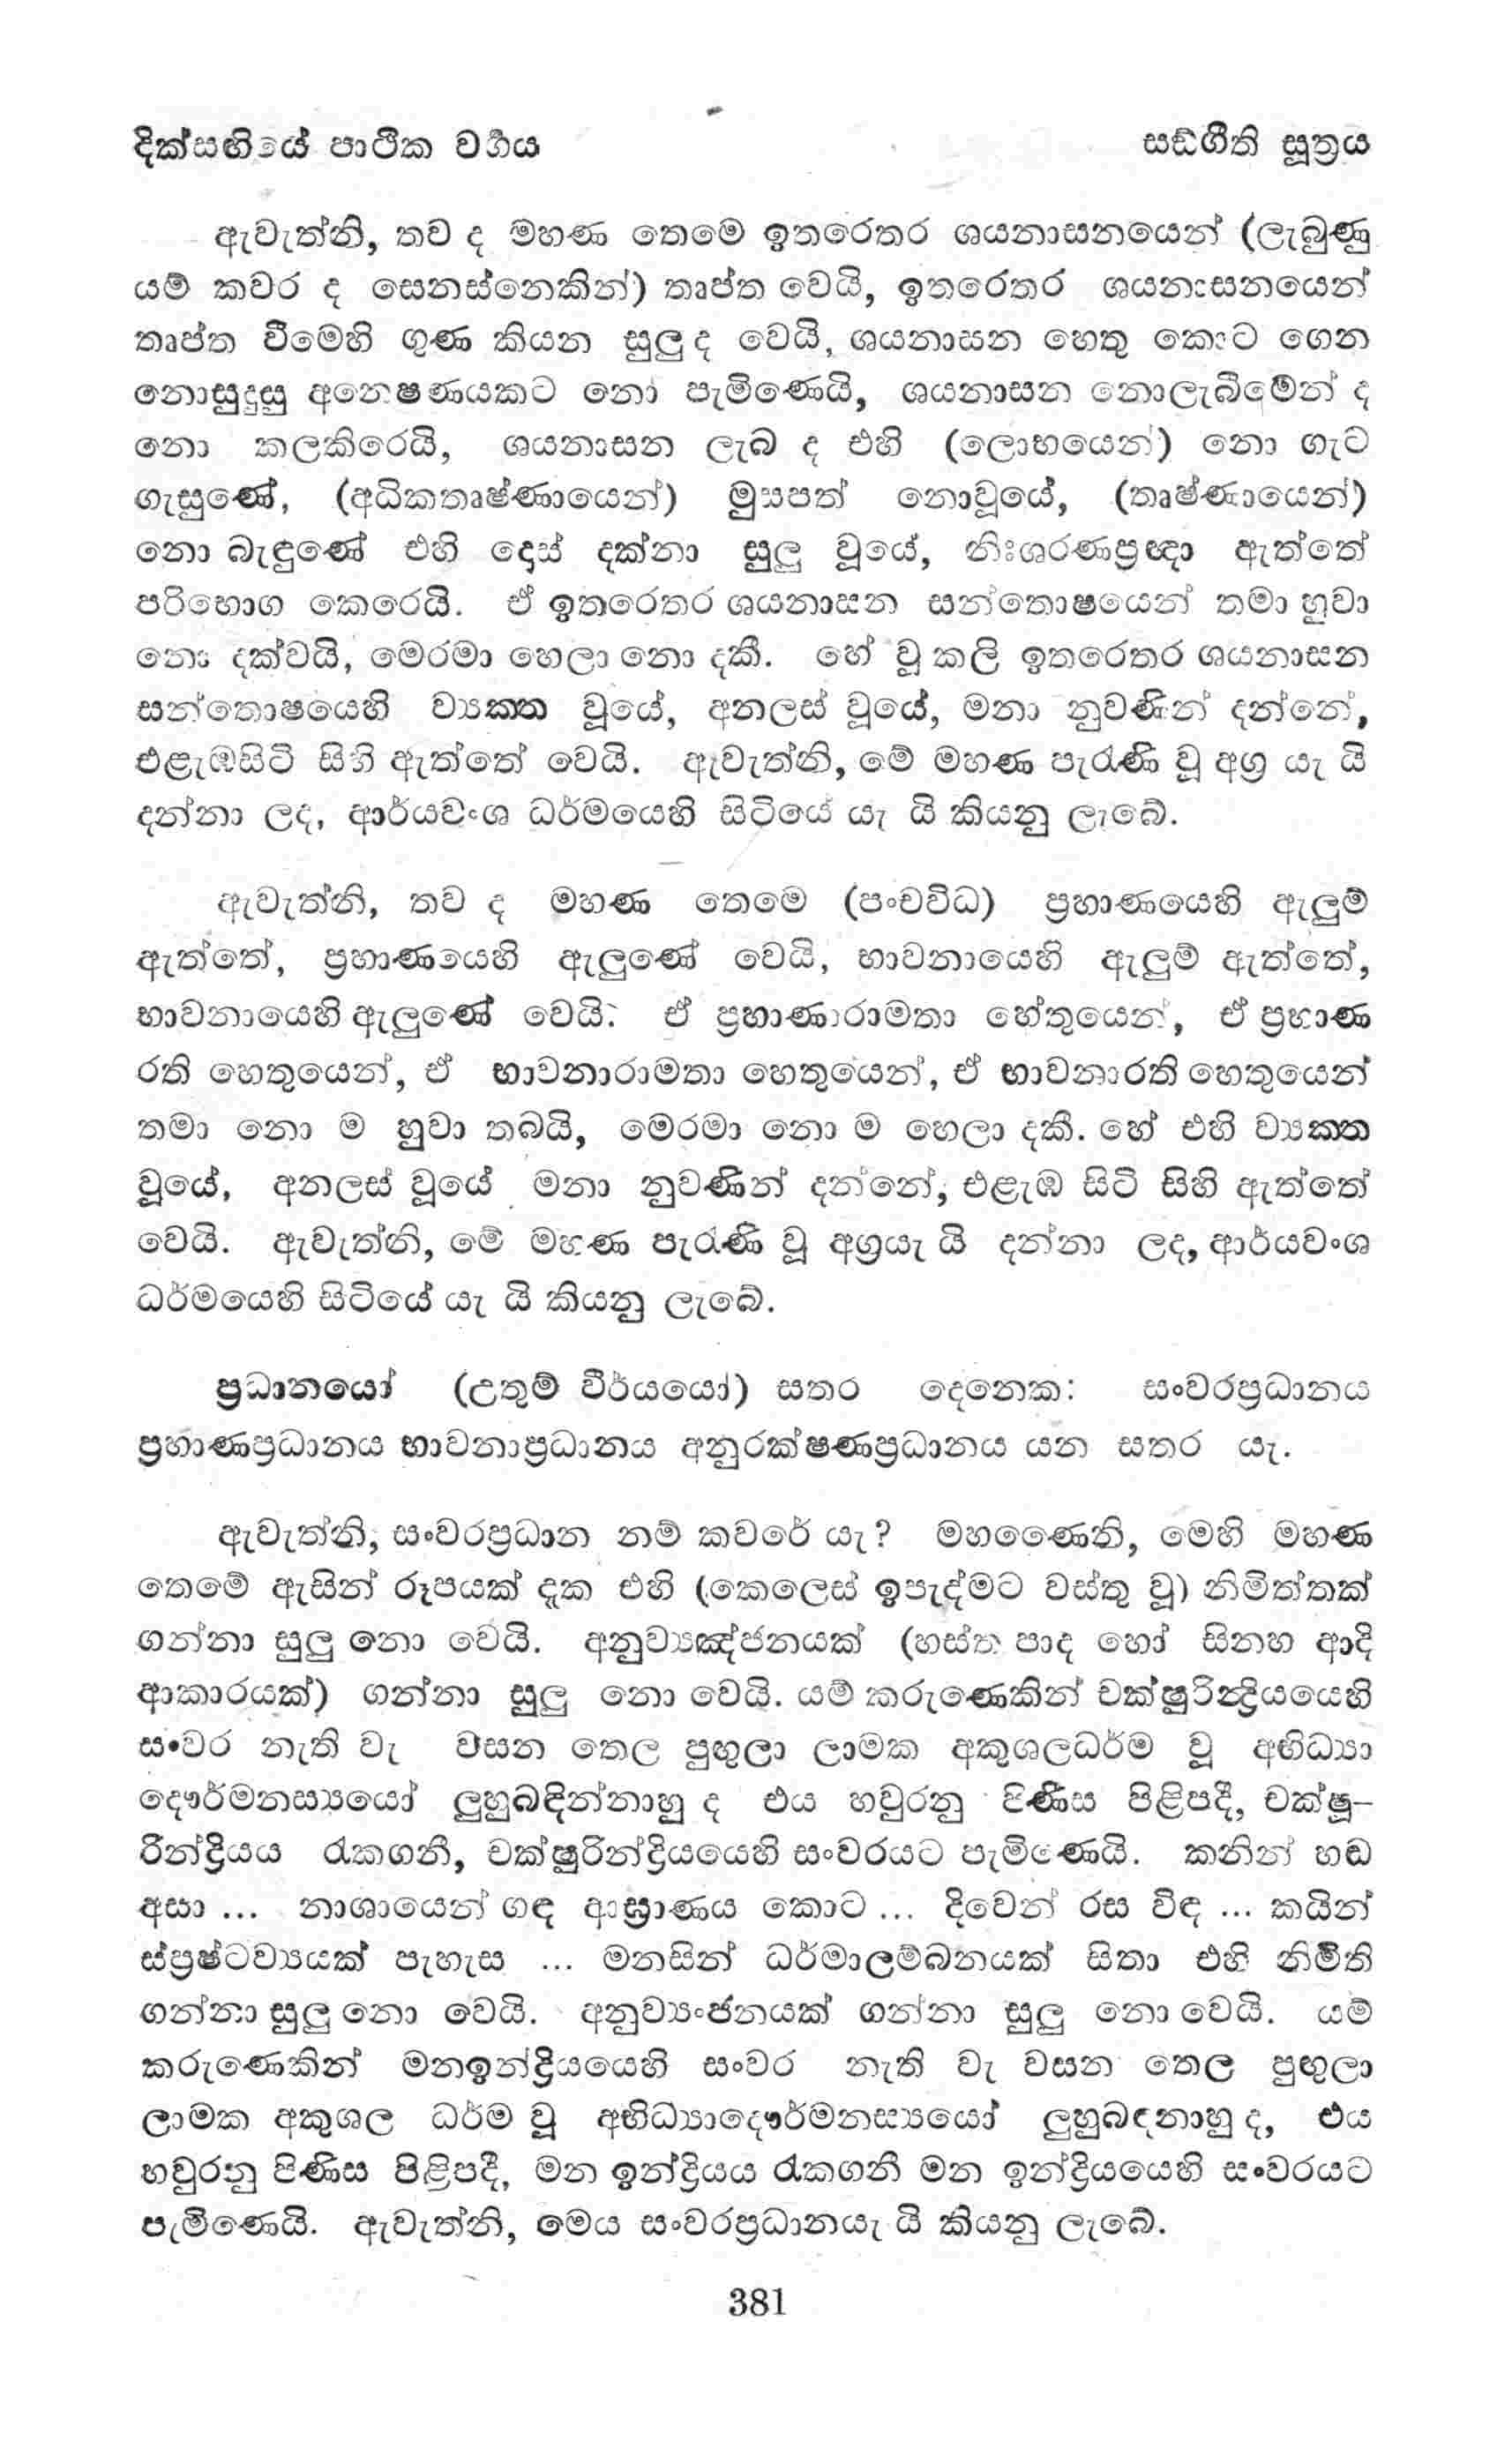 දික්සඟියේ පාථික වර්‍ගය
සඞ්ගීති සූත්‍රය
ඇවැත්නි, තව ද මහණ තෙමෙ ඉතරෙතර ශයනාසනයෙන් (ලැබුණු
යම් කවර ද සෙනස්නෙකින්) තෘප්ත වෙයි, ඉතරෙතර ශයනාසනයෙන්
තෘප්ත වීමෙහි ගුණ කියන සුලු ද වෙයි, ශයනාසන හෙතු කොට ගෙන
නොසුදුසු අනෙෂණයකට නො පැමිණෙයි, ශයනාසන නොලැබීමෙන් ද
නො කලකිරෙයි, ශයනාසන ලැබ ද එහි (ලොභයෙන්) නො ගැට
ගැසුණේ, (අධිකතෘෂ්ණායෙන්) මුසපත් නොවූයේ, (තෘෂ්ණායෙන්)
නො බැඳුණේ එහි දොස් දක්නා සුලු වූයේ, නිඃශරණප්‍රඥා ඇත්තේ
පරිභොග කෙරෙයි. ඒ ඉතරෙතර ශයනාසන සන්තොෂයෙන් තමා හුවා
නො දක්වයි, මෙරමා හෙලා නො දකී. හේ වූ කලි ඉතරෙතර ශයනාසන
සන්තොෂයෙහි ව්‍යක්ත වූයේ, අනලස් වූයේ, මනා නුවණින් දන්නේ,
එළැඹසිටි සිහි ඇත්තේ වෙයි. ඇවැත්නි, මේ මහණ පැරැණි වූ අග්‍ර යැ යි
දන්නා ලද, ආර්යවංශ ධර්මයෙහි සිටියේ යැ යි කියනු ලැබේ.
ඇවැත්නි, තව ද මහණ තෙමෙ (පංචවිධ) ප්‍රහාණයෙහි ඇලුම්
ඇත්තේ, ප්‍රහාණයෙහි ඇලුණේ වෙයි, භාවනායෙහි ඇලුම් ඇත්තේ,
භාවනායෙහි ඇලුණේ වෙයි. ඒ ප්‍රහාණාරාමතා හේතුයෙන්, ඒ ප්‍රහාණ
රති හෙතුයෙන්, ඒ භාවනාරාමතා හෙතුයෙන්, ඒ භාවනාරති හෙතුයෙන්
තමා නො ම හුවා තබයි, මෙරමා නො ම හෙලා දකී. හේ එහි ව්‍යක්ත
වූයේ, අනලස් වූයේ මනා නුවණින් දන්නේ, එළැඹ සිටි සිහි ඇත්තේ
වෙයි. ඇවැත්නි, මේ මහණ පැරැණි වූ අග්‍රයැ යි දන්නා ලද, ආර්යවංශ
ධර්මයෙහි සිටියේ යැ යි කියනු ලැබේ.
ප්‍රධානයෝ (උතුම් වීර්යයෝ) සතර දෙනෙක: සංවරප්‍රධානය
ප්‍රහාණප්‍රධානය භාවනාප්‍රධානය අනුරක්ෂණප්‍රධානය යන සතර යැ.
ඇවැත්නි, සංවරප්‍රධාන නම් කවරේ යැ? මහණෙනි, මෙහි මහණ
තෙමේ ඇසින් රූපයක් දැක එහි (කෙලෙස් ඉපැද්මට වස්තු වූ) නිමිත්තක්
ගන්නා සුලු නො වෙයි. අනුව්‍යඤ්ජනයක් (හස්ත පාද හෝ සිනහ ආදි
ආකාරයක්) ගන්නා සුලු නො වෙයි. යම් කරුණෙකින් චක්ෂුරින්‍ද්‍රියයෙහි
සංවර නැති වැ වසන තෙල පුඟුලා ලාමක අකුශලධර්ම වූ අභිධ්‍යා
දෞර්මනස්‍යයෝ ලුහුබඳින්නාහු ද එය හවුරනු පිණිස පිළිපදී, චක්ෂු-
රින්ද්‍රියය රැකගනී, චක්ෂුරින්ද්‍රියයෙහි සංවරයට පැමිණෙයි. කනින් හඬ
අසා ... නාශායෙන් ගඳ ආඝ්‍රාණය කොට ... දිවෙන් රස විඳ ... කයින්
ස්ප්‍රෂ්ටව්‍යයක් පැහැස ... මනසින් ධර්මාලම්බනයක් සිතා එහි නිමිති
ගන්නා සුලු නො වෙයි. අනුව්‍යංජනයක් ගන්නා සුලු නො වෙයි. යම්
කරුණෙකින් මනඉන්ද්‍රියයෙහි සංවර නැති වැ වසන තෙල පුඟුලා
ලාමක අකුශල ධර්ම වූ අභිධ්‍යාදෞර්මනස්‍යයෝ ලුහුබඳනාහු ද, එය
හවුරනු පිණිස පිළිපදී, මන ඉන්ද්‍රියය රැකගනී මන ඉන්ද්‍රියයෙහි සංවරයට
පැමිණෙයි. ඇවැත්නි, මෙය සංවරප්‍රධානයැ යි කියනු ලැබේ.
381